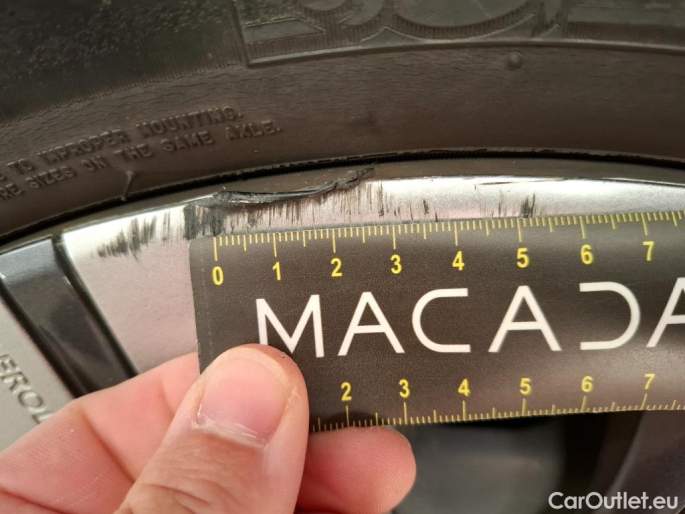 E TO IMPROPER MOUNTING.
RE SIZES ON THE SAME AXLE.
0 1 2 3 4 5 6 7
MACADA
2 3 4 5 6 7
EROL
CarOutlet.eu